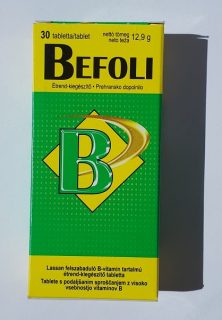 30 tabletta/tablet
nettó tömeg
neto teža 12,9 g
BEFOLI
Étrend-kiegészítő • Prehransko dopolnilo
B
Lassan felszabaduló B-vitamin tartalmú
étrend-kiegészítő tabletta
Tablete s podaljšanim sproščanjem z visoko
vsebnostjo vitaminov B